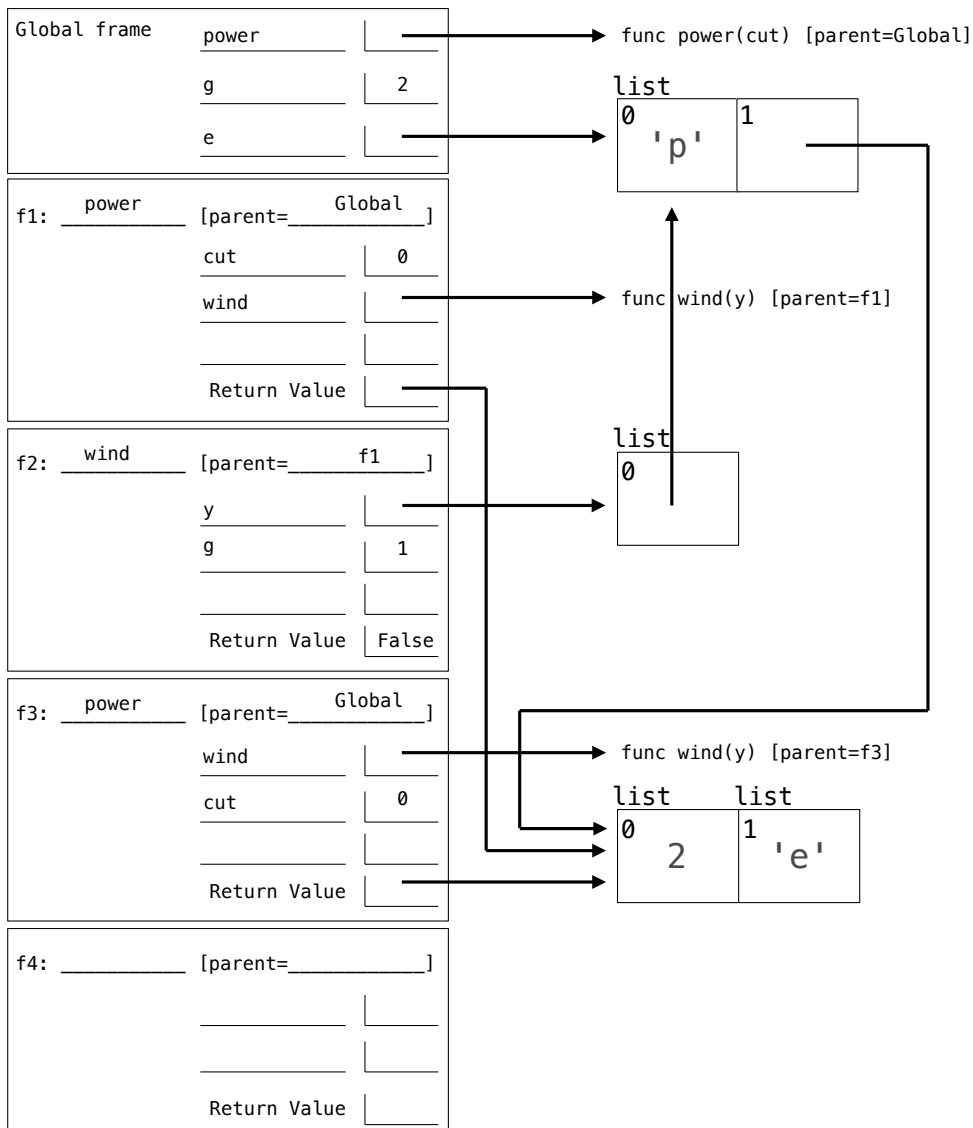 Global frame power func power(cut) [parent=Global]
g 2 list
e 0 'p' 1
f1: power [parent=Global]
cut 0
wind func wind(y) [parent=f1]
Return Value
f2: wind [parent=f1] list
0
y
g 1
Return Value False
f3: power [parent=Global]
wind func wind(y) [parent=f3]
cut 0 list list
0 2 1 'e'
Return Value
f4: ___________ [parent=____________]
Return Value